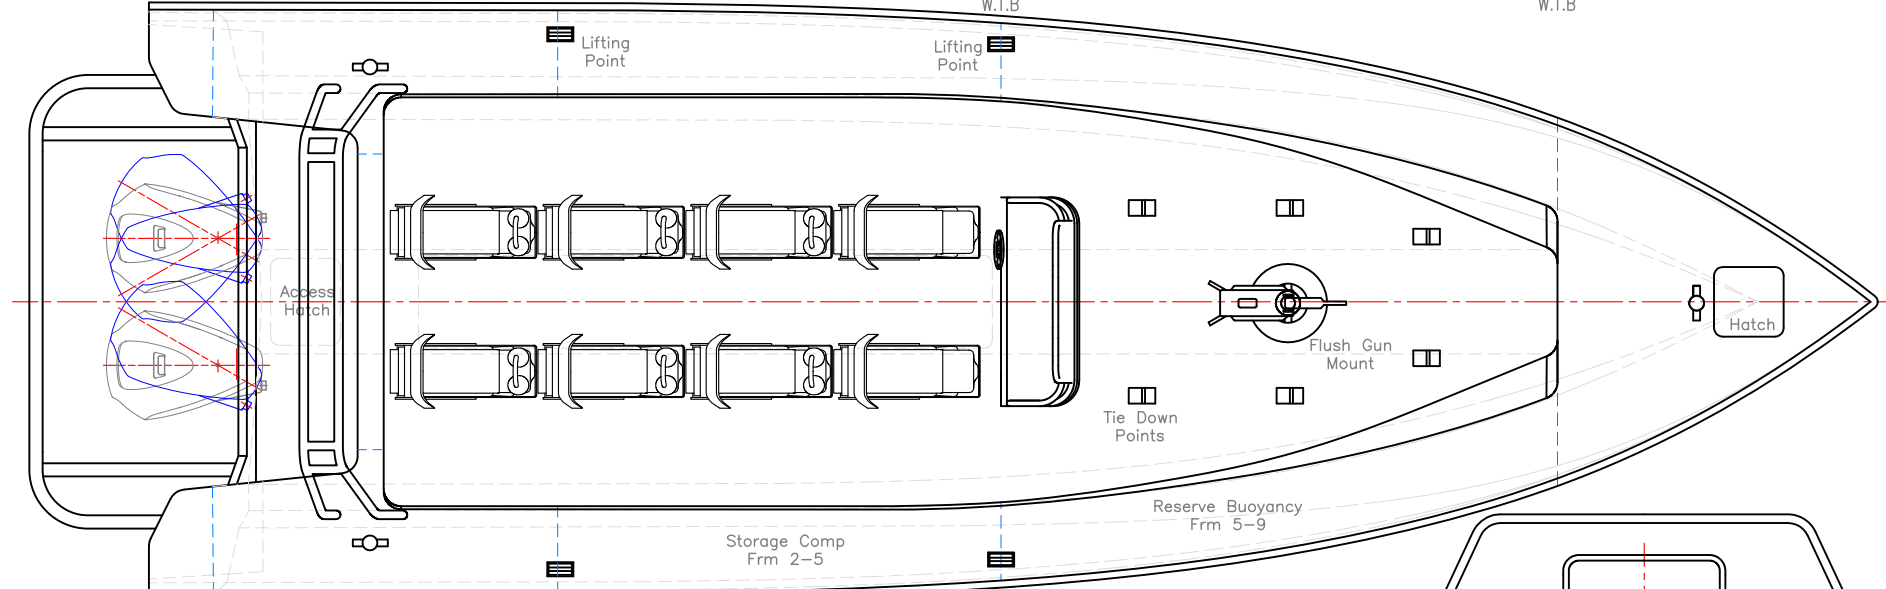 W.T.B
W.T.B
Lifting
Point
Lifting
Point
Access
Hatch
Hatch
Flush Gun
Mount
Tie Down
Points
Reserve Buoyancy
Frm 5-9
Storage Comp
Frm 2-5